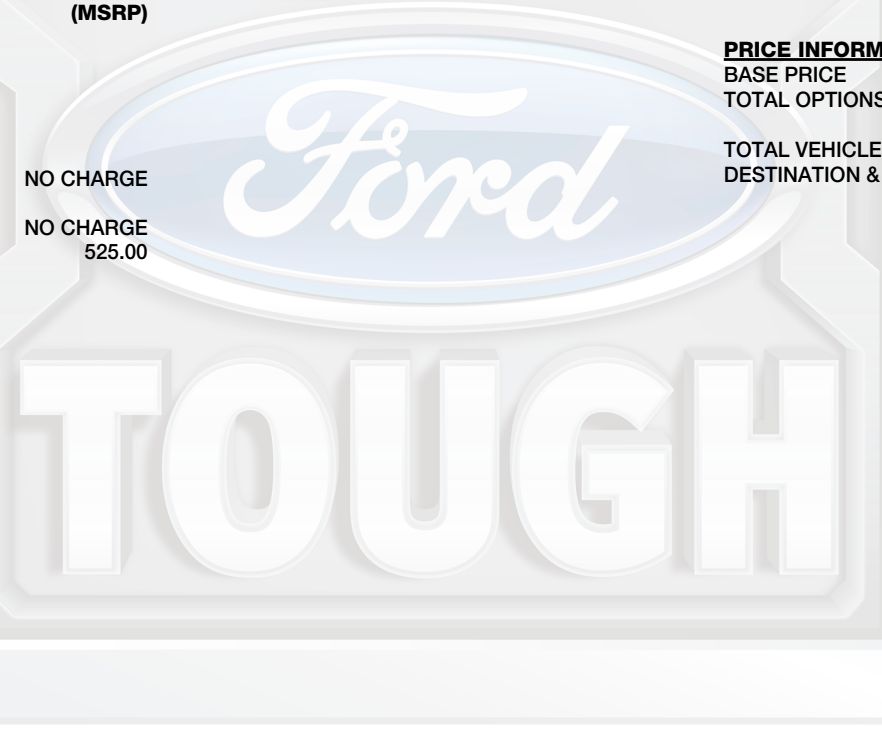 (MSRP)
NO CHARGE
NO CHARGE
525.00
PRICE INFORM
BASE PRICE
TOTAL OPTIONS
TOTAL VEHICLE
DESTINATION &
Ford
TOUGH